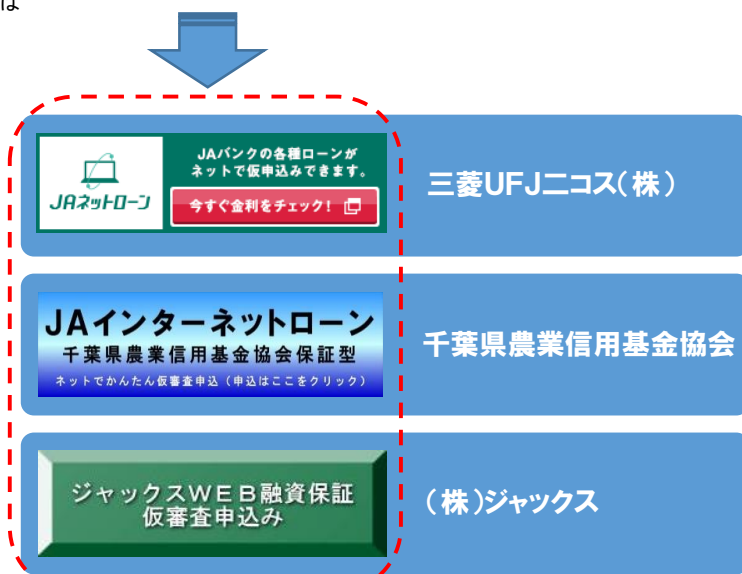 は
JAネットローン
JAバンクの各種ローンが
ネットで仮申込みできます。
今すぐ金利をチェック!
三菱UFJニコス(株)
JAインターネットローン
千葉県農業信用基金協会保証型
ネットでかんたん仮審査申込(申込はここをクリック)
千葉県農業信用基金協会
ジャックスWEB融資保証
仮審査申込み
(株)ジャックス